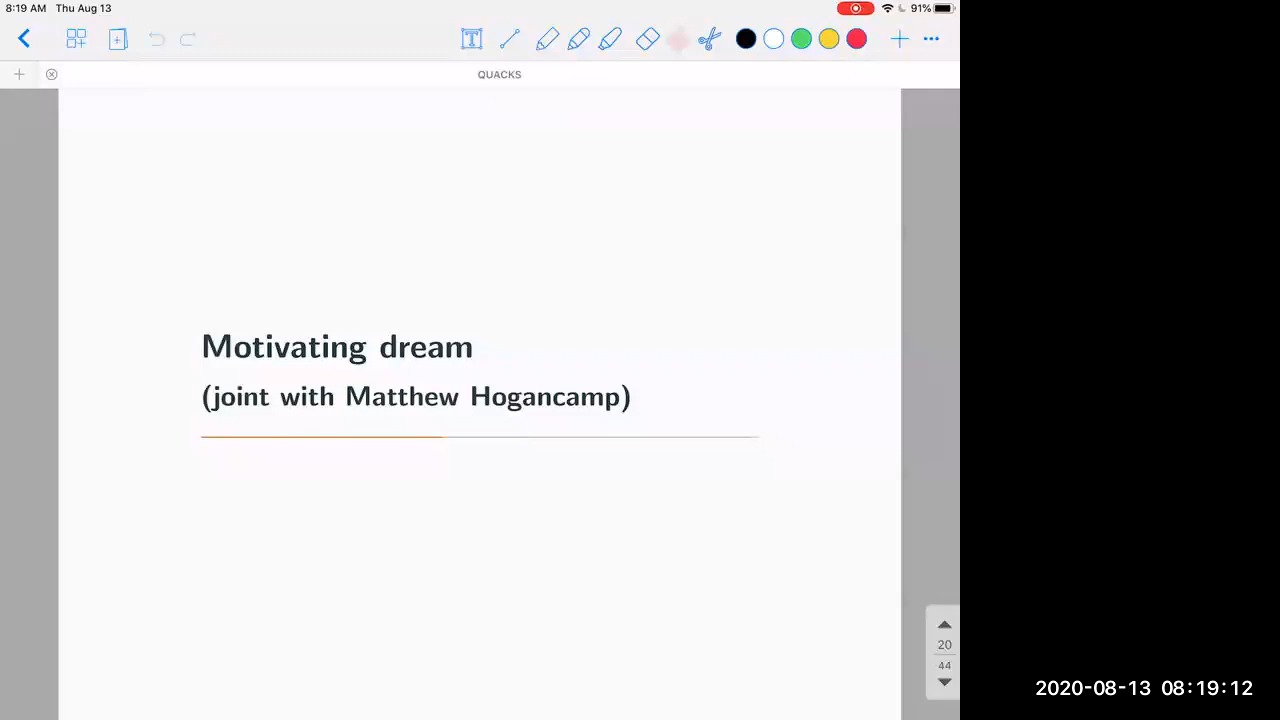 8:19 AM Thu Aug 13
91%
QUACKS
Motivating dream
(joint with Matthew Hogancamp)
20
44
2020-08-13 08:19:12